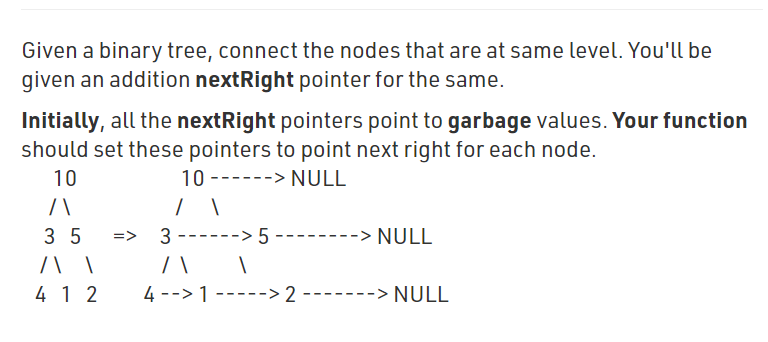 Given a binary tree, connect the nodes that are at same level. You'll be
given an addition nextRight pointer for the same.
Initially, all the nextRight pointers point to garbage values. Your function
should set these pointers to point next right for each node.
10 10 ------> NULL
/ \ / \
3 5 => 3 ------> 5 --------> NULL
/ \ \ / \ \
4 1 2 4 --> 1 -----> 2 -------> NULL